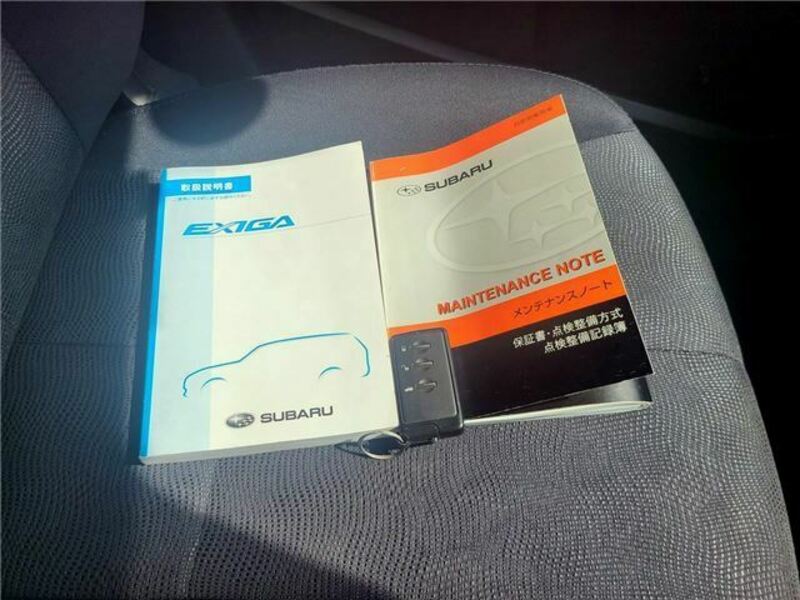 取扱説明書
EXIGA
SUBARU
SUBARU
MAINTENANCE NOTE
メンテナンスノート
保証書・点検整備方式
点検整備記録簿